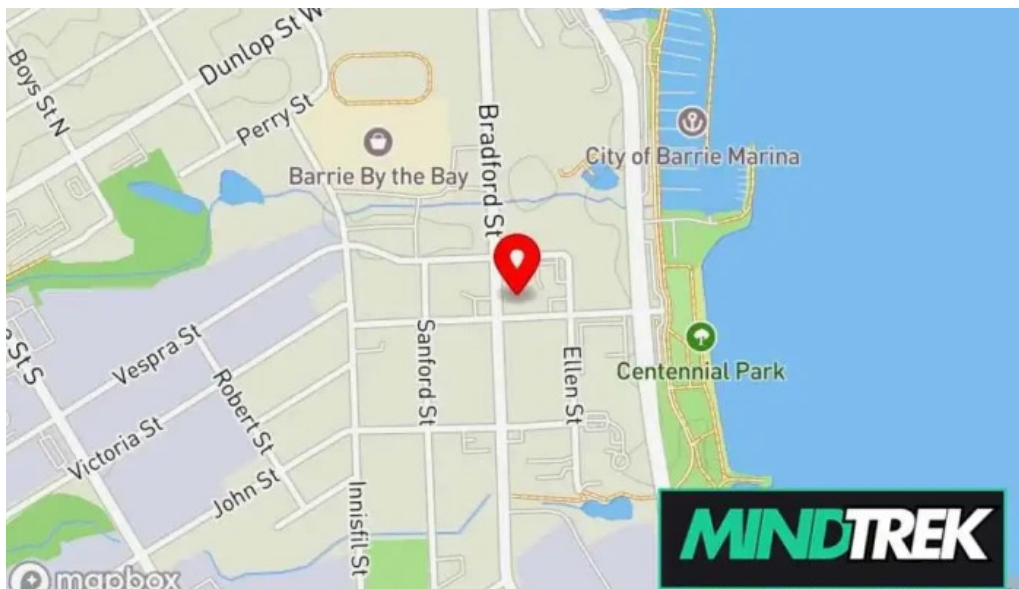 Boys St N
Dunlop St W
Perry St
Barrie By the Bay
Bradford St
City of Barrie Marina
Vespra St
Sanford St
Ellen St
Centennial Park
St S
Robert St
Victoria St
John St
Innisfil St
mapbox
MINDTREK